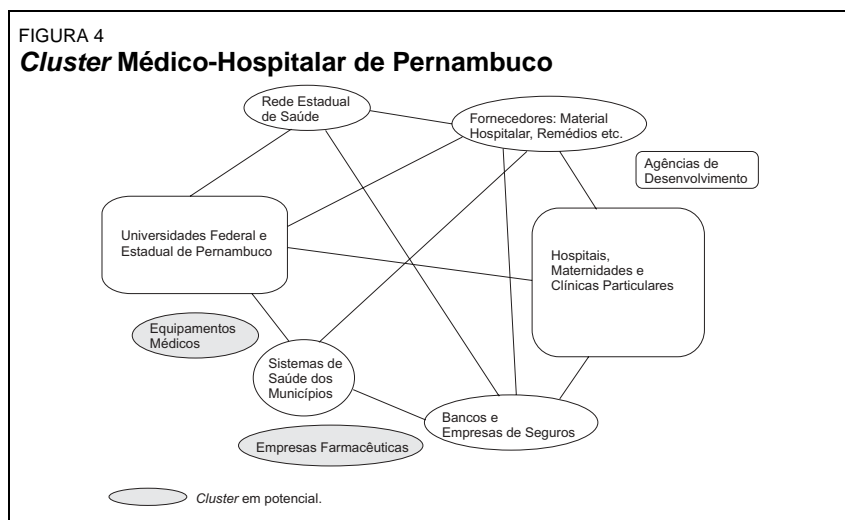 FIGURA 4
Cluster Médico-Hospitalar de Pernambuco
Rede Estadual
de Saúde
Fornecedores: Material
Hospitalar, Remédios etc.
Agências de
Desenvolvimento
Universidades Federal e
Estadual de Pernambuco
Hospitais,
Maternidades e
Clínicas Particulares
Equipamentos
Médicos
Sistemas de
Saúde dos
Municípios
Bancos e
Empresas de Seguros
Empresas Farmacêuticas
Cluster em potencial.